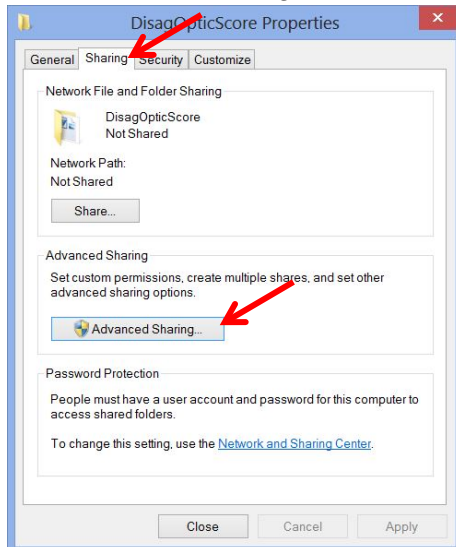 DisagOpticScore Properties
General Sharing Security Customize
Network File and Folder Sharing
DisagOpticScore
Not Shared
Network Path:
Not Shared
Share...
Advanced Sharing
Set custom permissions, create multiple shares, and set other
advanced sharing options.
Advanced Sharing...
Password Protection
People must have a user account and password for this computer to
access shared folders.
To change this setting, use the Network and Sharing Center.
Close Cancel Apply